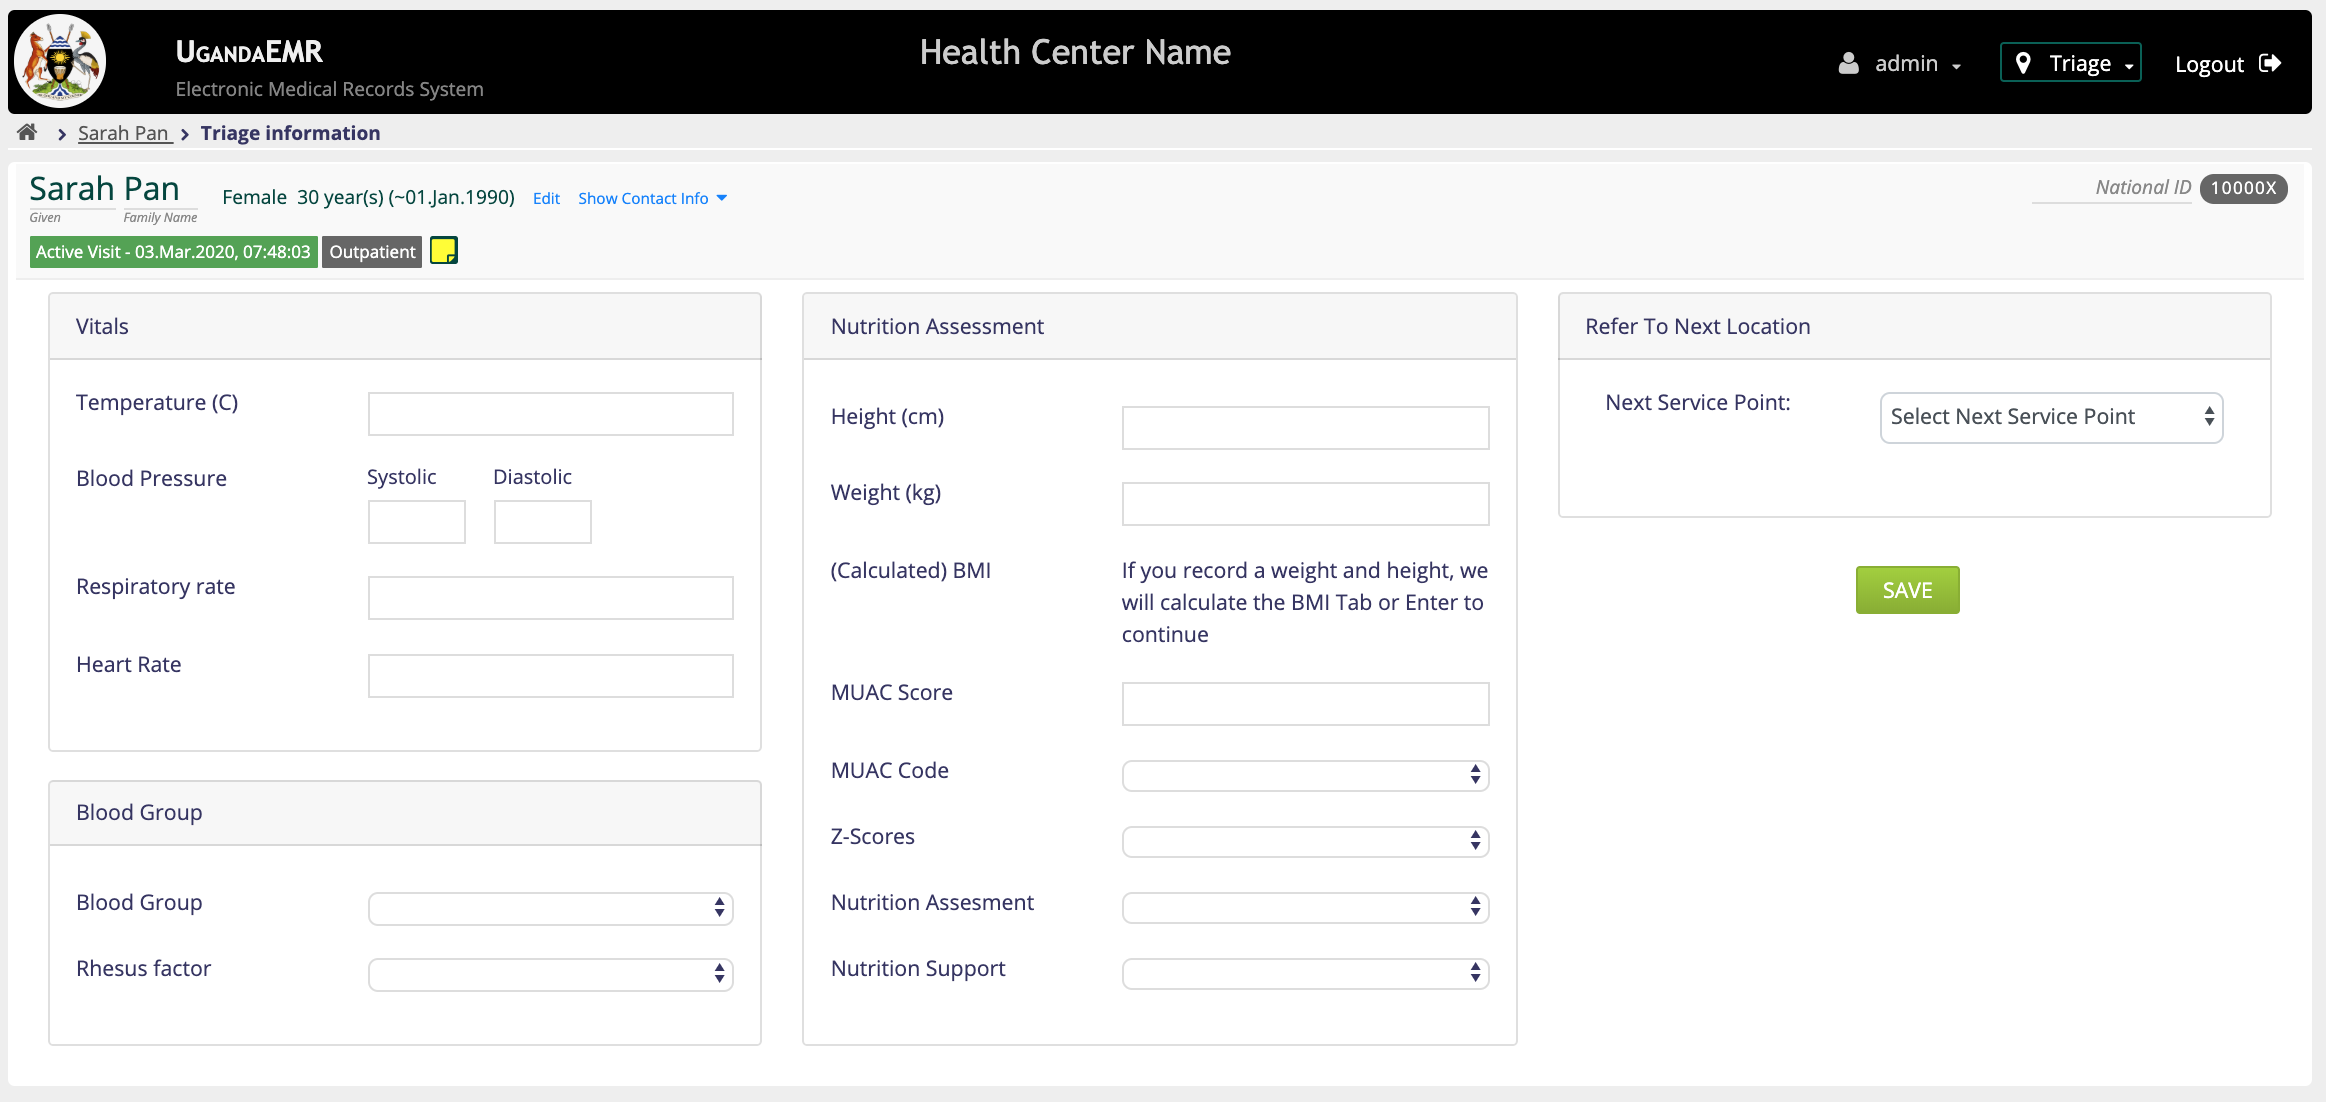 UgandaEMR
Electronic Medical Records System
Health Center Name
admin
Triage
Logout
Sarah Pan
Triage information
Sarah Pan
Given
Family Name
Female 30 year(s) (~01.Jan.1990)
Edit
Show Contact Info
National ID
10000X
Active Visit - 03.Mar.2020, 07:48:03
Outpatient
Vitals
Temperature (C)
Blood Pressure
Systolic
Diastolic
Respiratory rate
Heart Rate
Blood Group
Blood Group
Rhesus factor
Nutrition Assessment
Height (cm)
Weight (kg)
(Calculated) BMI
If you record a weight and height, we
will calculate the BMI Tab or Enter to
continue
MUAC Score
MUAC Code
Z-Scores
Nutrition Assesment
Nutrition Support
Refer To Next Location
Next Service Point:
Select Next Service Point
SAVE